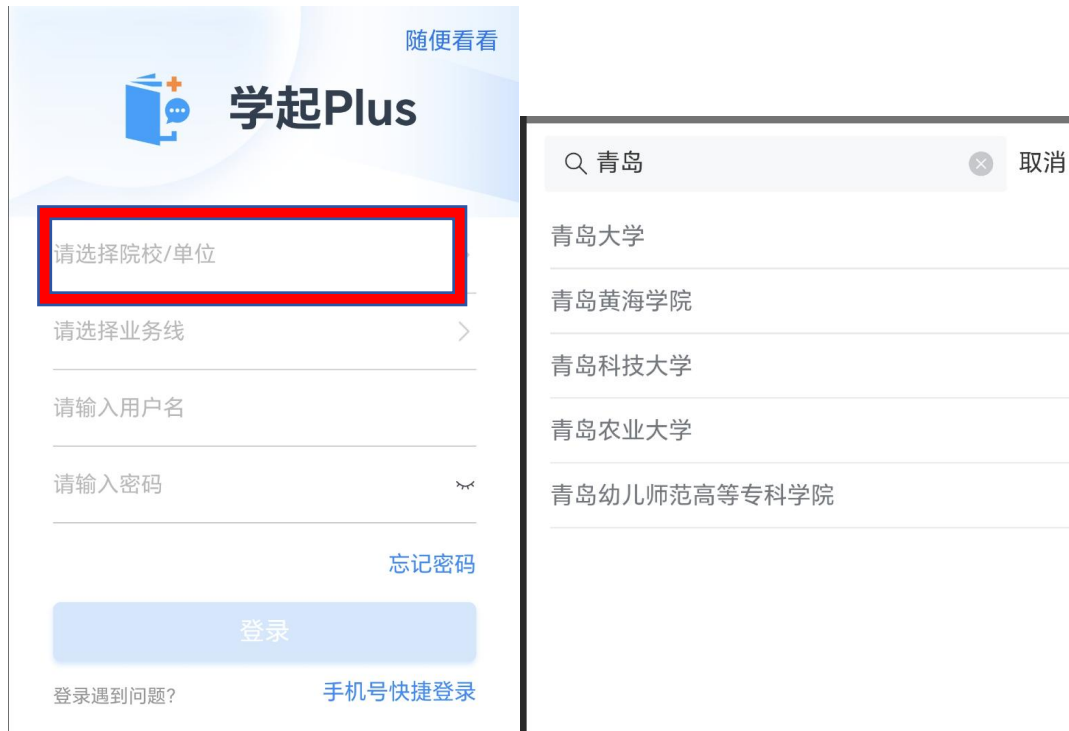 随便看看
学起Plus
请选择院校/单位
请选择业务线
请输入用户名
请输入密码
忘记密码
登录
登录遇到问题?
手机号快捷登录
青岛
取消
青岛大学
青岛黄海学院
青岛科技大学
青岛农业大学
青岛幼儿师范高等专科学院